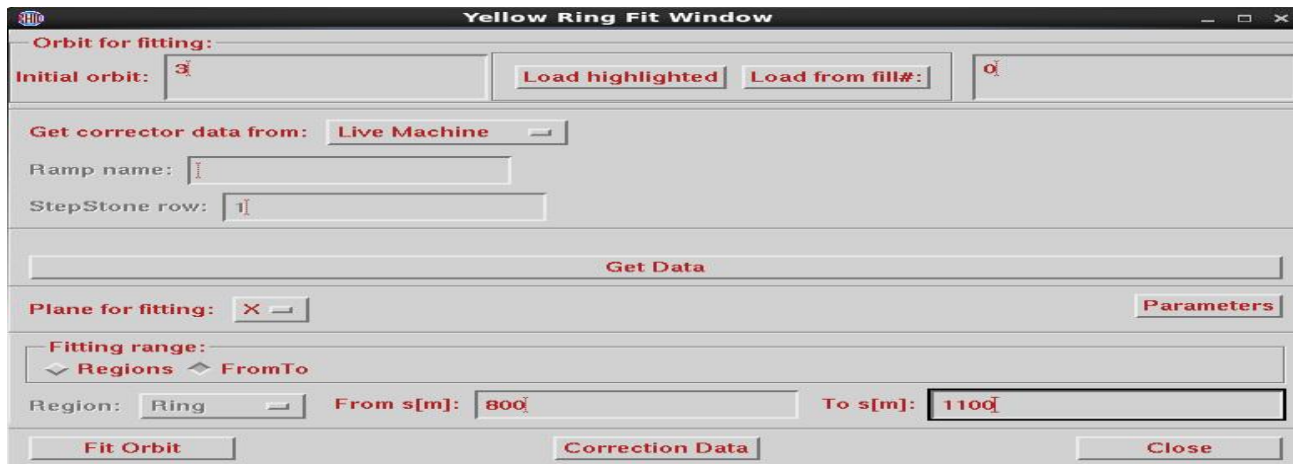 RHIC Yellow Ring Fit Window
Orbit for fitting:
Initial orbit: 3 Load highlighted Load from fill#: 0
Get corrector data from: Live Machine
Ramp name:
StepStone row: 1
Get Data
Plane for fitting: X Parameters
Fitting range:
Regions FromTo
Region: Ring From s[m]: 800 To s[m]: 1100
Fit Orbit Correction Data Close